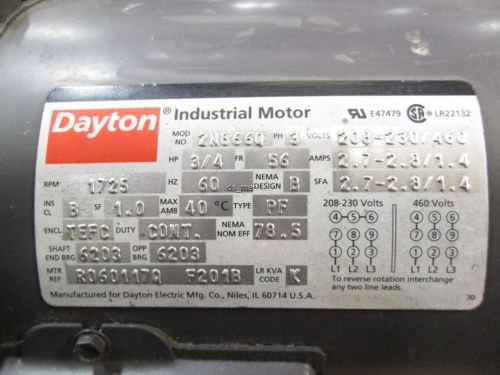 Dayton® Industrial Motor E47479 LR22132
MOD NO 2N866Q PH 3 VOLTS 208-230/460
HP 3/4 FR 56 AMPS 2.7-2.8/1.4
RPM 1725 HZ 60 NEMA DESIGN B SFA 2.7-2.8/1.4
INS CL B SF 1.0 MAX AMB 40 °C TYPE PF
ENCL TEFC DUTY CONT. NEMA NOM EFF 78.5
SHAFT END BRG 6203 OPP BRG 6203
MTR REF R060117Q F201B LR KVA CODE K
Manufactured for Dayton Electric Mfg. Co., Niles, IL 60714 U.S.A.
208-230 Volts 460 Volts
4 5 6 4 5 6
7 8 9 7 8 9
1 2 3 1 2 3
L1 L2 L3 L1 L2 L3
To reverse rotation interchange
any two line leads.
30